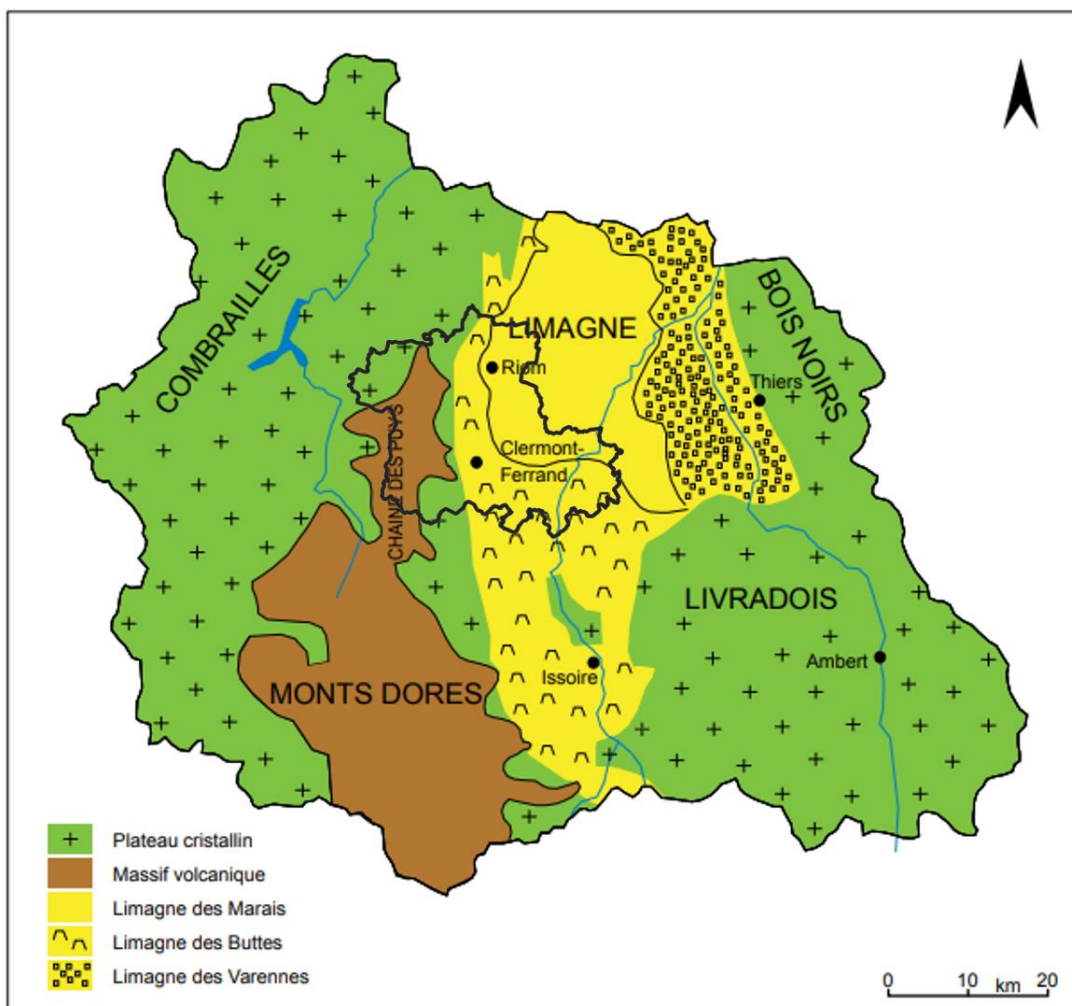 COMBRAILLES
LIMAGNE
BOIS NOIRS
Riom
Thiers
CHAINE DES PUYS
Clermont-
Ferrand
LIVRADOIS
Ambert
Issoire
MONTS DORES
Plateau cristallin
Massif volcanique
Limagne des Marais
Limagne des Buttes
Limagne des Varennes
0 10 km 20